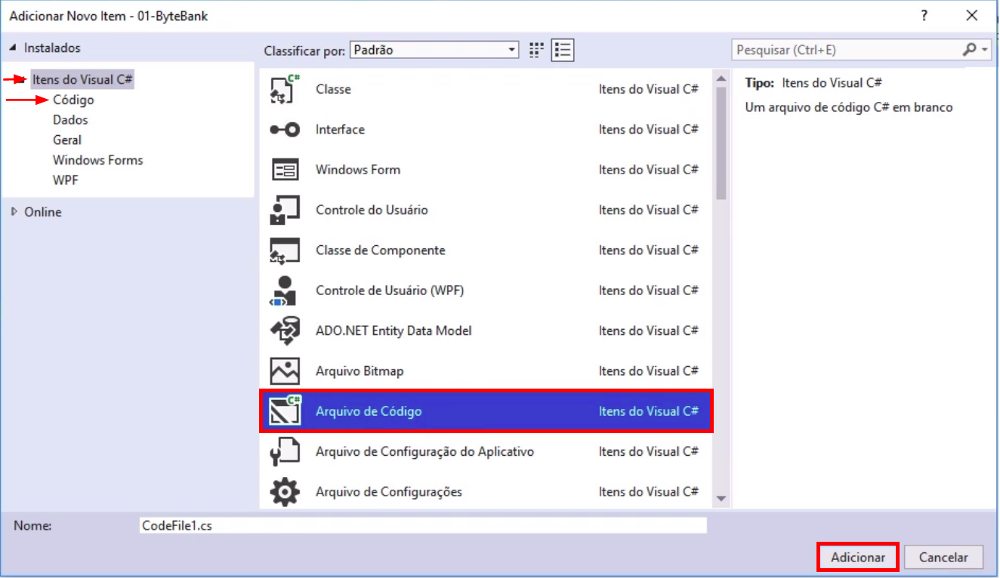 Adicionar Novo Item - 01-ByteBank
?
Instalados
Itens do Visual C#
Código
Dados
Geral
Windows Forms
WPF
Online
Classificar por: Padrão
Classe Itens do Visual C#
Interface Itens do Visual C#
Windows Form Itens do Visual C#
Controle do Usuário Itens do Visual C#
Classe de Componente Itens do Visual C#
Controle de Usuário (WPF) Itens do Visual C#
ADO.NET Entity Data Model Itens do Visual C#
Arquivo Bitmap Itens do Visual C#
C# Arquivo de Código Itens do Visual C#
Arquivo de Configuração do Aplicativo Itens do Visual C#
Arquivo de Configurações Itens do Visual C#
Pesquisar (Ctrl+E)
Tipo: Itens do Visual C#
Um arquivo de código C# em branco
Nome: CodeFile1.cs
Adicionar Cancelar